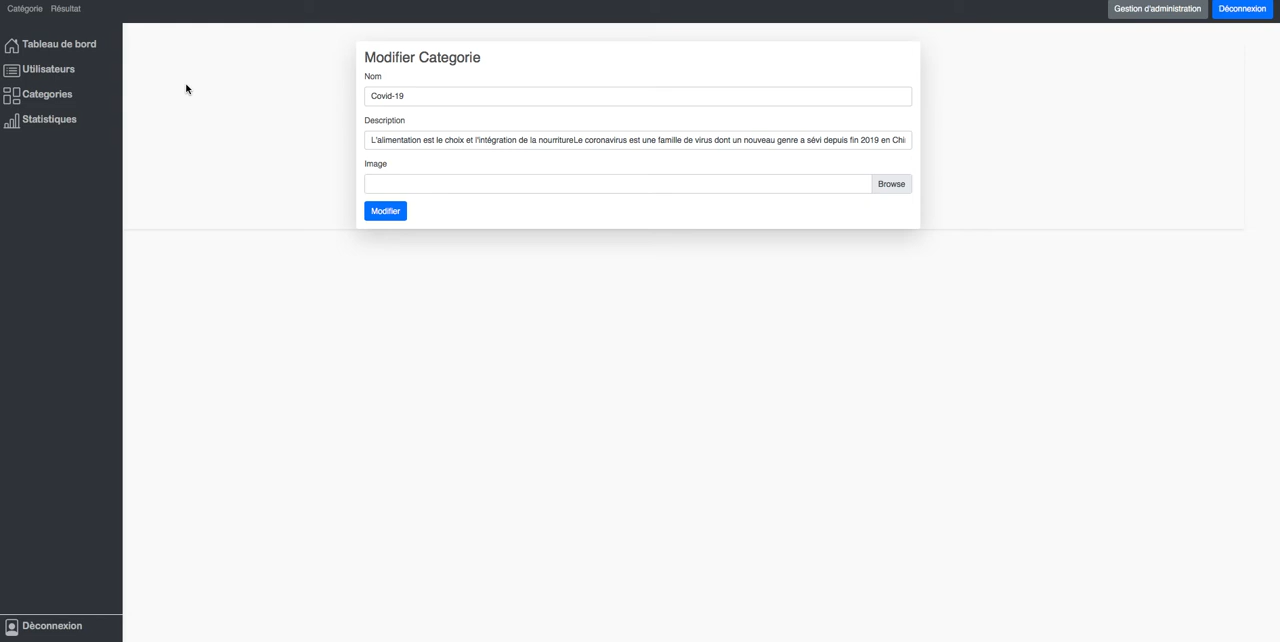 Catégorie Résultat
Gestion d'administration Déconnexion
Tableau de bord
Utilisateurs
Categories
Statistiques
Modifier Categorie
Nom
Covid-19
Description
L'alimentation est le choix et l'intégration de la nourritureLe coronavirus est une famille de virus dont un nouveau genre a sévi depuis fin 2019 en Chi
Image
Browse
Modifier
Dèconnexion